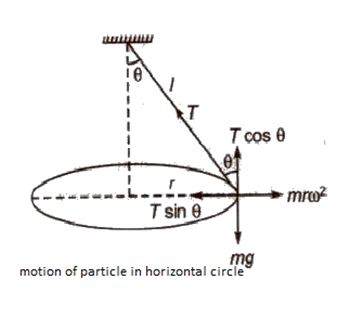 θ
l
T
T cos θ
θ
r
mrω²
T sin θ
mg
motion of particle in horizontal circle